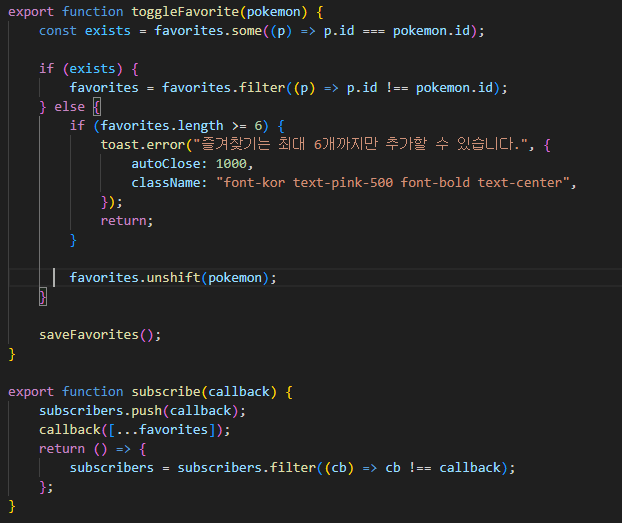 export function toggleFavorite(pokemon) {
    const exists = favorites.some((p) => p.id === pokemon.id);

    if (exists) {
        favorites = favorites.filter((p) => p.id !== pokemon.id);
    } else {
        if (favorites.length >= 6) {
            toast.error("즐겨찾기는 최대 6개까지만 추가할 수 있습니다.", {
                autoClose: 1000,
                className: "font-kor text-pink-500 font-bold text-center",
            });
            return;
        }

        favorites.unshift(pokemon);
    }

    saveFavorites();
}

export function subscribe(callback) {
    subscribers.push(callback);
    callback([...favorites]);
    return () => {
        subscribers = subscribers.filter((cb) => cb !== callback);
    };
}